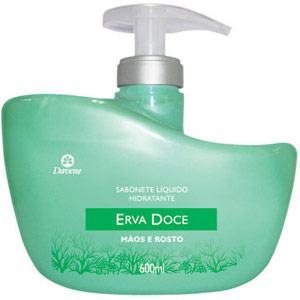 Davene
SABONETE LÍQUIDO
HIDRATANTE
ERVA DOCE
MÃOS E ROSTO
600ml